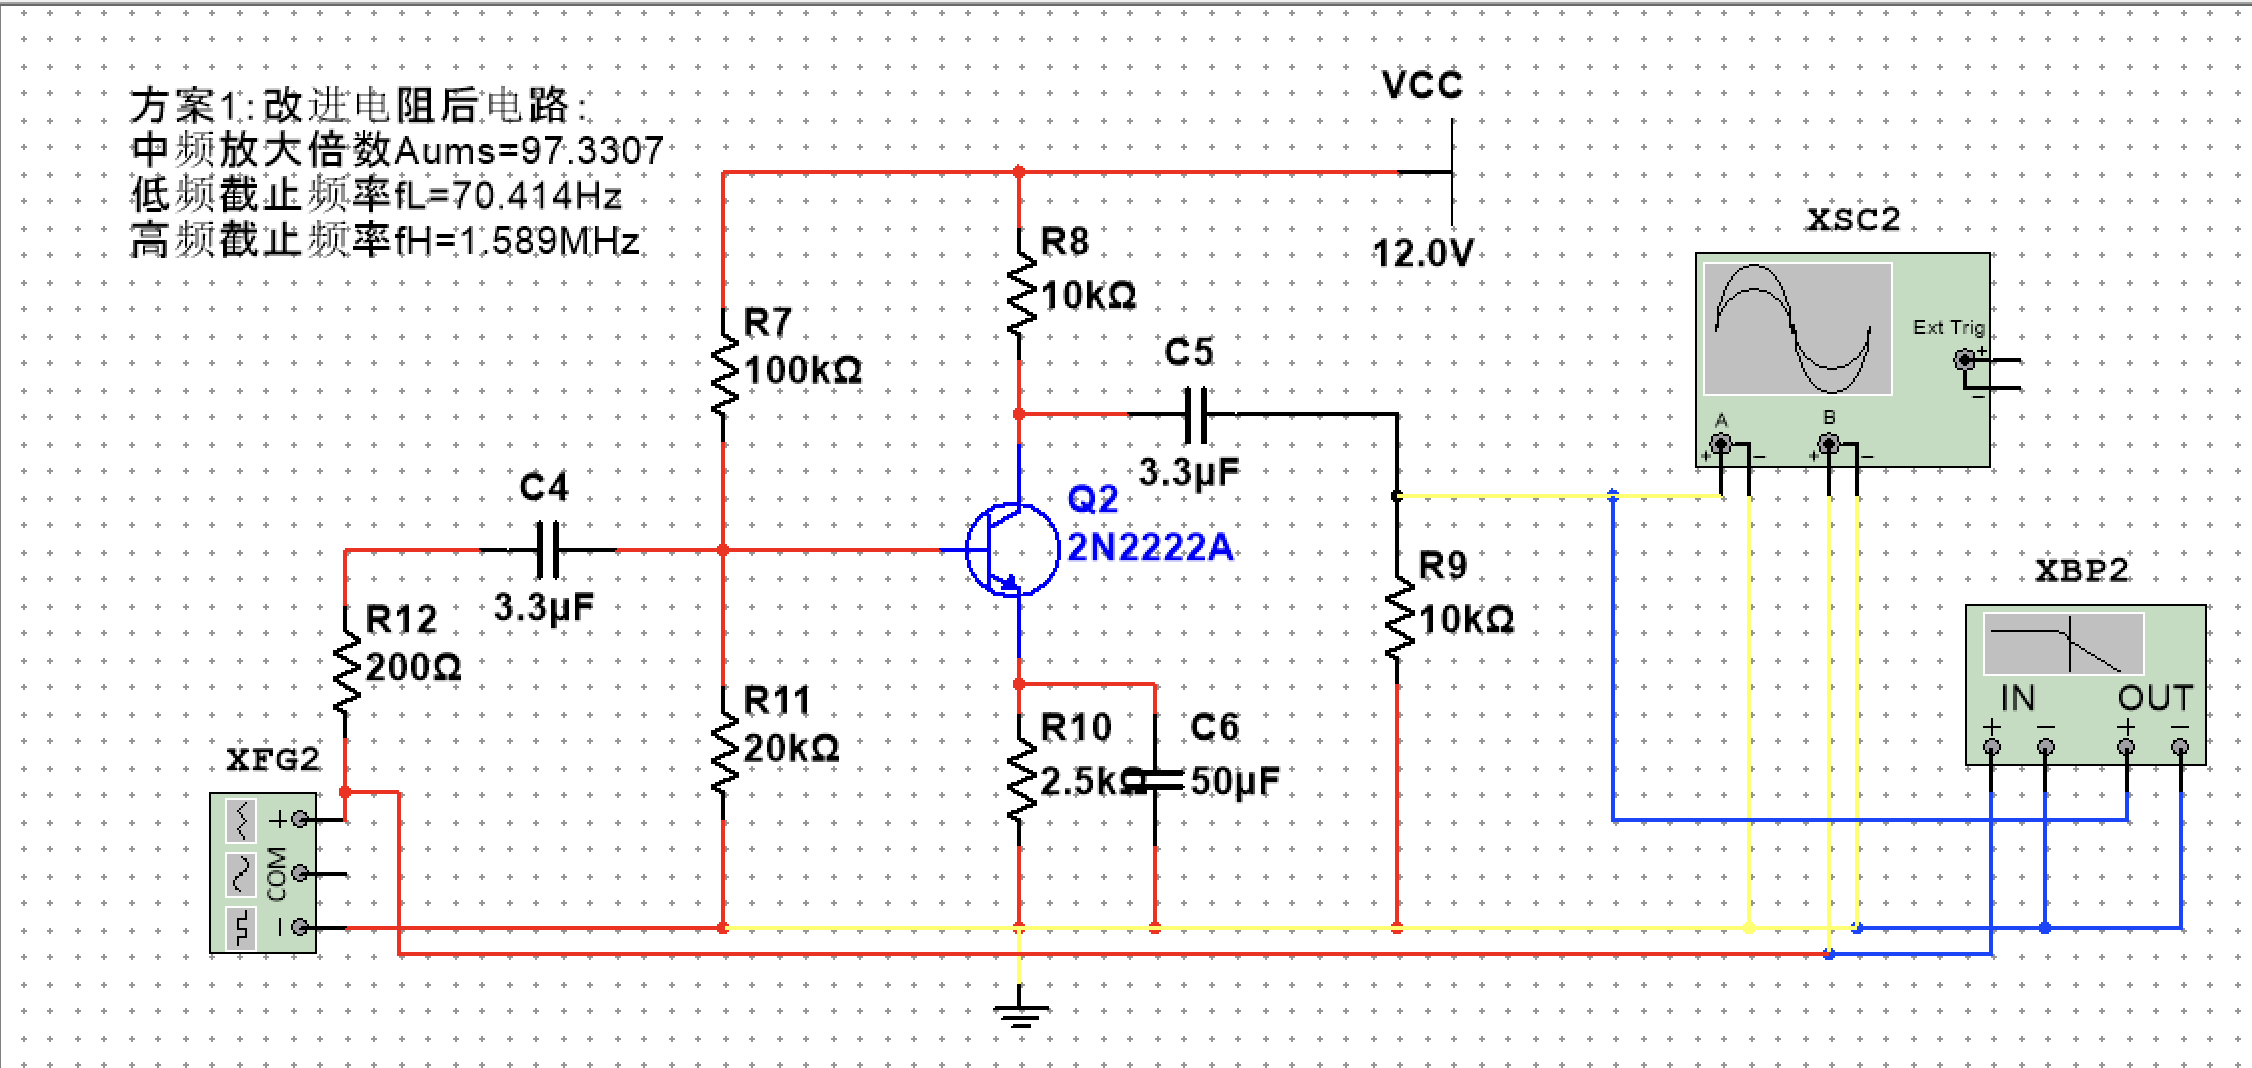 方案1:改进电阻后电路:
中频放大倍数Aums=97.3307
低频截止频率fL=70.414Hz
高频截止频率fH=1.589MHz
VCC
12.0V
R8
10kΩ
R7
100kΩ
C5
3.3µF
C4
3.3µF
Q2
2N2222A
R12
200Ω
R9
10kΩ
R11
20kΩ
R10
2.5kΩ
C6
50µF
XFG2
+
COM
−
XSC2
Ext Trig
+
−
A
B
+ − + −
XBP2
IN OUT
+ − + −